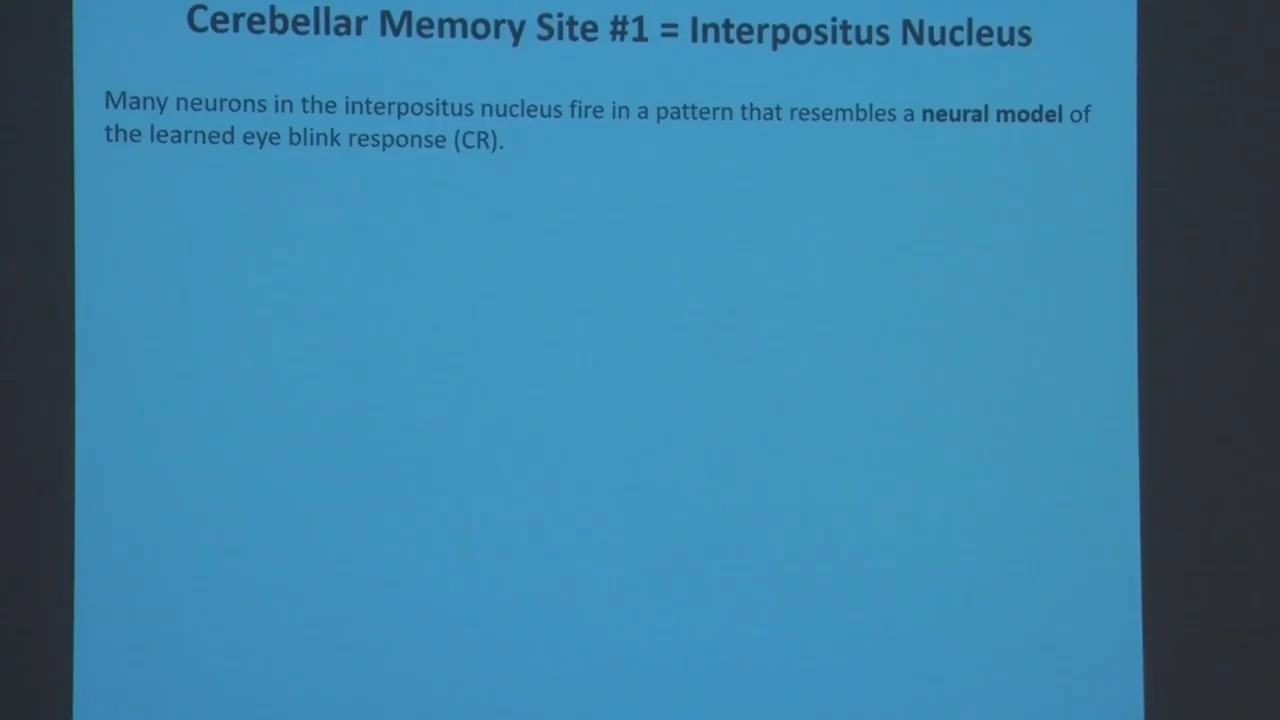 Cerebellar Memory Site #1 = Interpositus Nucleus
Many neurons in the interpositus nucleus fire in a pattern that resembles a neural model of
the learned eye blink response (CR).